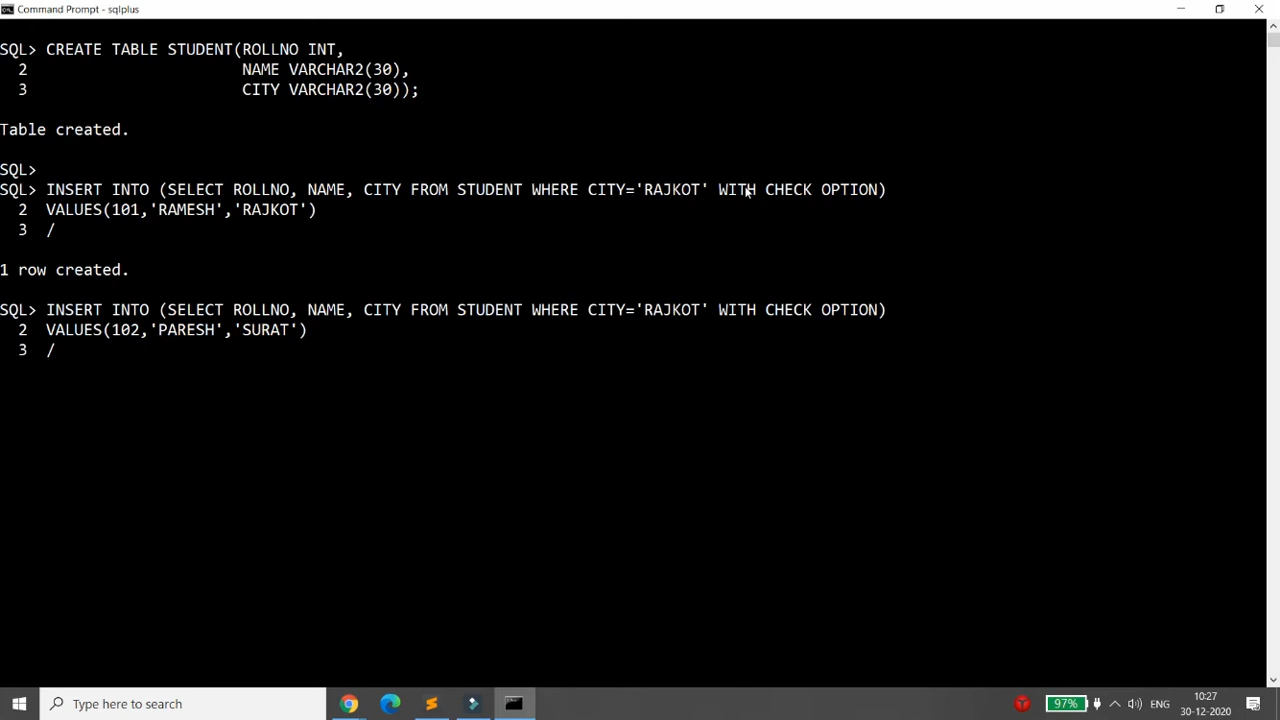 Command Prompt - sqlplus
SQL> CREATE TABLE STUDENT(ROLLNO INT,
2 NAME VARCHAR2(30),
3 CITY VARCHAR2(30));
Table created.
SQL>
SQL> INSERT INTO (SELECT ROLLNO, NAME, CITY FROM STUDENT WHERE CITY='RAJKOT' WITH CHECK OPTION)
2 VALUES(101,'RAMESH','RAJKOT')
3 /
1 row created.
SQL> INSERT INTO (SELECT ROLLNO, NAME, CITY FROM STUDENT WHERE CITY='RAJKOT' WITH CHECK OPTION)
2 VALUES(102,'PARESH','SURAT')
3 /
Type here to search
97%
ENG
10:27
30-12-2020